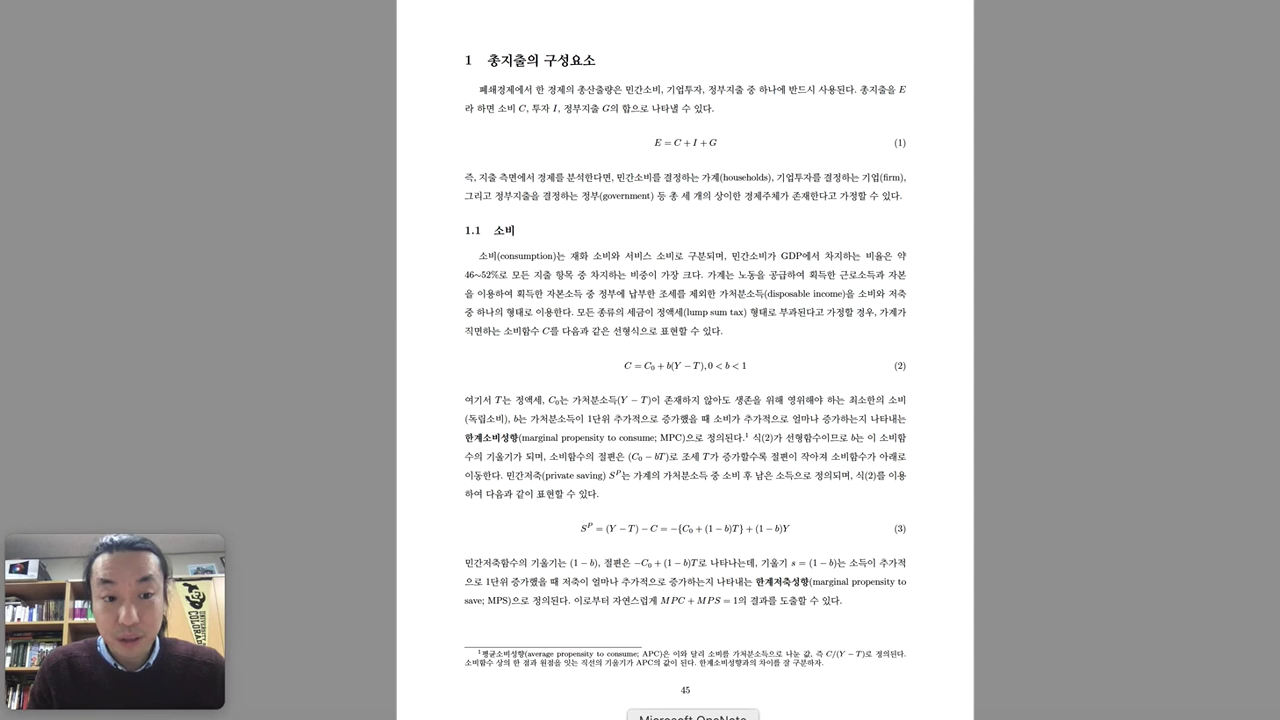 1 총지출의 구성요소
폐쇄경제에서 한 경제의 총산출량은 민간소비, 기업투자, 정부지출 중 하나에 반드시 사용된다. 총지출을 E
라 하면 소비 C, 투자 I, 정부지출 G의 합으로 나타낼 수 있다.
E = C + I + G (1)
즉, 지출 측면에서 경제를 분석한다면, 민간소비를 결정하는 가계(households), 기업투자를 결정하는 기업(firm),
그리고 정부지출을 결정하는 정부(government) 등 총 세 개의 상이한 경제주체가 존재한다고 가정할 수 있다.
1.1 소비
소비(consumption)는 재화 소비와 서비스 소비로 구분되며, 민간소비가 GDP에서 차지하는 비율은 약
46~52%로 모든 지출 항목 중 차지하는 비중이 가장 크다. 가계는 노동을 공급하여 획득한 근로소득과 자본
을 이용하여 획득한 자본소득 중 정부에 납부한 조세를 제외한 가처분소득(disposable income)을 소비와 저축
중 하나의 형태로 이용한다. 모든 종류의 세금이 정액세(lump sum tax) 형태로 부과된다고 가정할 경우, 가계가
직면하는 소비함수 C를 다음과 같은 선형식으로 표현할 수 있다.
C = C₀ + b(Y − T), 0 < b < 1 (2)
여기서 T는 정액세, C₀는 가처분소득(Y − T)이 존재하지 않아도 생존을 위해 영위해야 하는 최소한의 소비
(독립소비), b는 가처분소득이 1단위 추가적으로 증가했을 때 소비가 추가적으로 얼마나 증가하는지 나타내는
한계소비성향(marginal propensity to consume; MPC)으로 정의된다.¹ 식(2)가 선형함수이므로 b는 이 소비함
수의 기울기가 되며, 소비함수의 절편은 (C₀ − bT)로 조세 T가 증가할수록 절편이 작아져 소비함수가 아래로
이동한다. 민간저축(private saving) Sᴾ는 가계의 가처분소득 중 소비 후 남은 소득으로 정의되며, 식(2)를 이용
하여 다음과 같이 표현할 수 있다.
Sᴾ = (Y − T) − C = −{C₀ + (1 − b)T} + (1 − b)Y (3)
민간저축함수의 기울기는 (1 − b), 절편은 −C₀ + (1 − b)T로 나타나는데, 기울기 s = (1 − b)는 소득이 추가적
으로 1단위 증가했을 때 저축이 얼마나 추가적으로 증가하는지 나타내는 한계저축성향(marginal propensity to
save; MPS)으로 정의된다. 이로부터 자연스럽게 MPC + MPS = 1의 결과를 도출할 수 있다.
¹평균소비성향(average propensity to consume; APC)은 이와 달리 소비를 가처분소득으로 나눈 값, 즉 C/(Y − T)로 정의된다.
소비함수 상의 한 점과 원점을 잇는 직선의 기울기가 APC의 값이 된다. 한계소비성향과의 차이를 잘 구분하자.
45
Microsoft OneNote